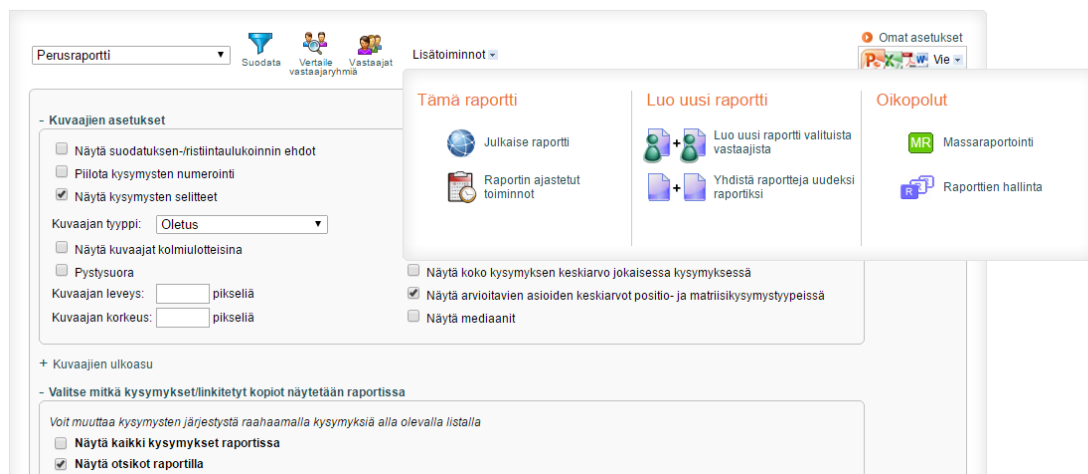 Omat asetukset
Perusraportti
Suodata
Vertaile
vastaajaryhmiä
Vastaajat
Lisätoiminnot
Vie
Tämä raportti
Julkaise raportti
Raportin ajastetut
toiminnot
Luo uusi raportti
Luo uusi raportti valituista
vastaajista
Yhdistä raportteja uudeksi
raportiksi
Oikopolut
MR
Massaraportointi
Raporttien hallinta
- Kuvaajien asetukset
Näytä suodatuksen-/ristiintaulukoinnin ehdot
Piilota kysymysten numerointi
Näytä kysymysten selitteet
Kuvaajan tyyppi: Oletus
Näytä kuvaajat kolmiulotteisina
Pystysuora
Kuvaajan leveys: pikseliä
Kuvaajan korkeus: pikseliä
Näytä koko kysymyksen keskiarvo jokaisessa kysymyksessä
Näytä arvioitavien asioiden keskiarvot positio- ja matriisikysymystyypeissä
Näytä mediaanit
+ Kuvaajien ulkoasu
- Valitse mitkä kysymykset/linkitetyt kopiot näytetään raportissa
Voit muuttaa kysymysten järjestystä raahaamalla kysymyksiä alla olevalla listalla
Näytä kaikki kysymykset raportissa
Näytä otsikot raportilla